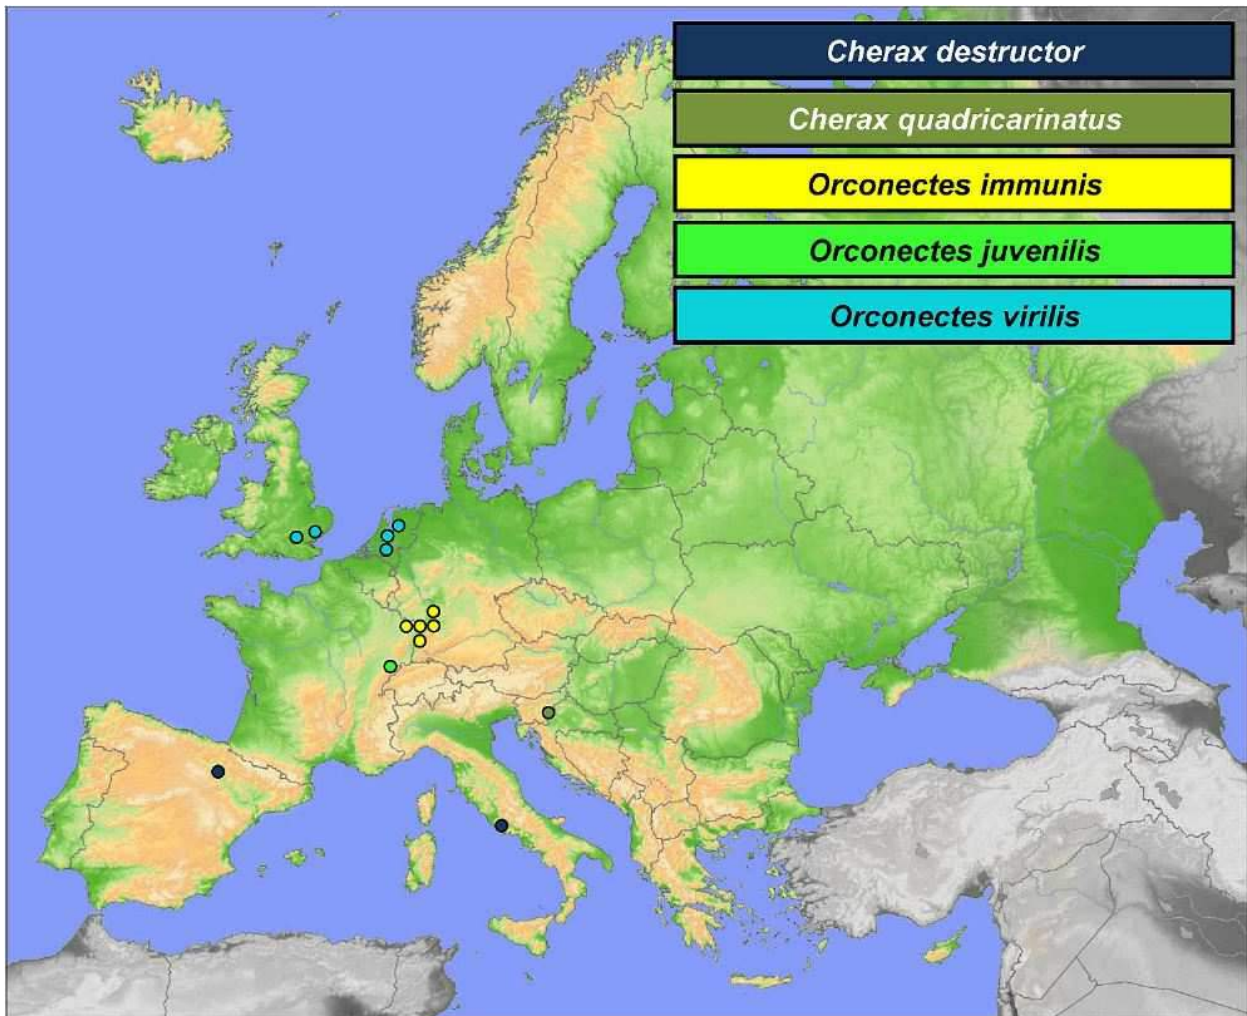 Cherax destructor
Cherax quadricarinatus
Orconectes immunis
Orconectes juvenilis
Orconectes virilis